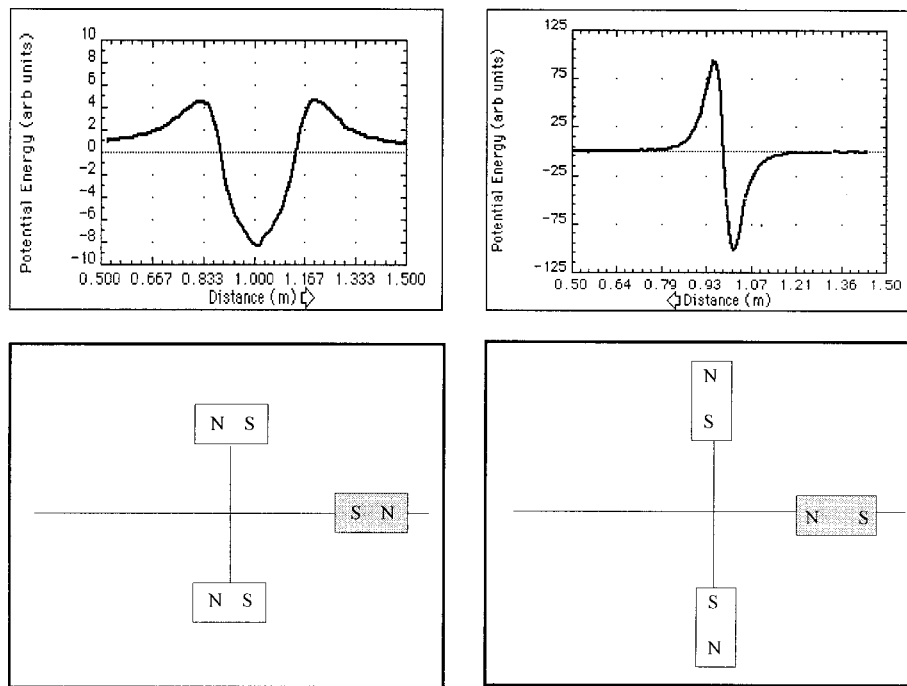 Potential Energy (arb units)
10
8
6
4
2
0
-2
-4
-6
-8
-10
0.500 0.667 0.833 1.000 1.167 1.333 1.500
Distance (m)
Potential Energy (arb units)
125
75
25
-25
-75
-125
0.50 0.64 0.79 0.93 1.07 1.21 1.36 1.50
Distance (m)
N S
S N
N S
N
S
N S
S
N